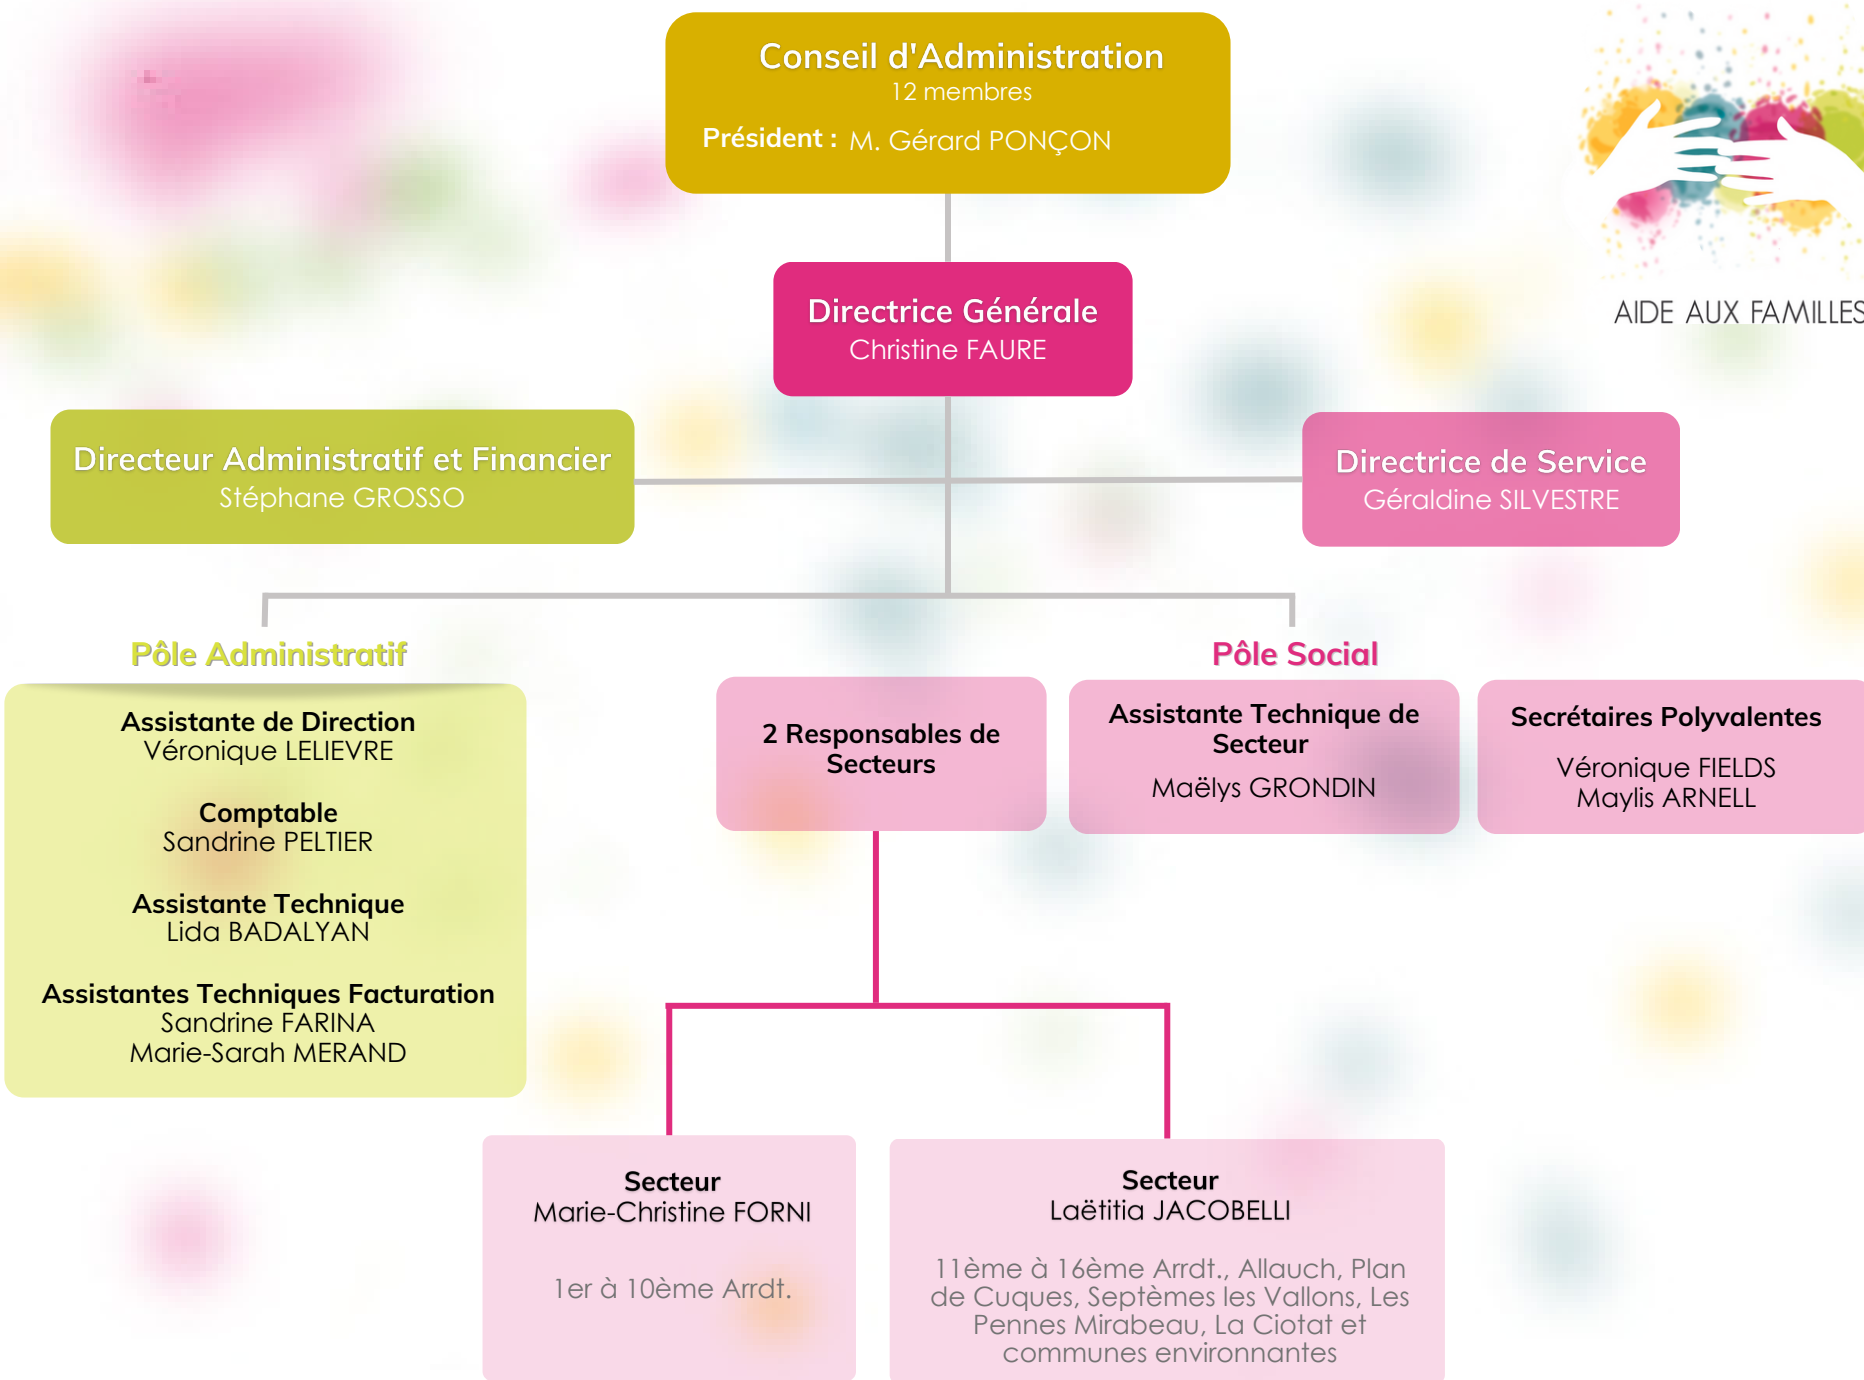 Conseil d'Administration
12 membres
Président : M. Gérard PONÇON
AIDE AUX FAMILLES
Directrice Générale
Christine FAURE
Directeur Administratif et Financier
Stéphane GROSSO
Directrice de Service
Géraldine SILVESTRE
Pôle Administratif
Assistante de Direction
Véronique LELIEVRE
Comptable
Sandrine PELTIER
Assistante Technique
Lida BADALYAN
Assistantes Techniques Facturation
Sandrine FARINA
Marie-Sarah MERAND
Pôle Social
2 Responsables de
Secteurs
Assistante Technique de
Secteur
Maëlys GRONDIN
Secrétaires Polyvalentes
Véronique FIELDS
Maylis ARNELL
Secteur
Marie-Christine FORNI
1er à 10ème Arrdt.
Secteur
Laëtitia JACOBELLI
11ème à 16ème Arrdt., Allauch, Plan
de Cuques, Septèmes les Vallons, Les
Pennes Mirabeau, La Ciotat et
communes environnantes